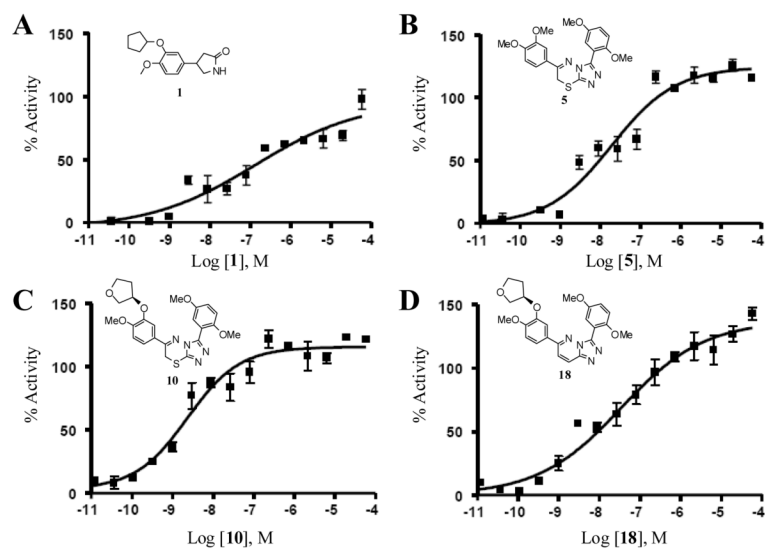 A
O
O
O
NH
1
% Activity
150
100
50
0
-11 -10 -9 -8 -7 -6 -5 -4
Log [1], M
B
MeO
OMe
MeO
OMe
N
N
S
N
N
5
% Activity
150
100
50
0
-11 -10 -9 -8 -7 -6 -5 -4
Log [5], M
C
O
O
MeO
MeO
OMe
N
N
S
N
N
10
% Activity
150
100
50
0
-11 -10 -9 -8 -7 -6 -5 -4
Log [10], M
D
O
O
MeO
MeO
OMe
N
N
N
N
18
% Activity
150
100
50
0
-11 -10 -9 -8 -7 -6 -5 -4
Log [18], M